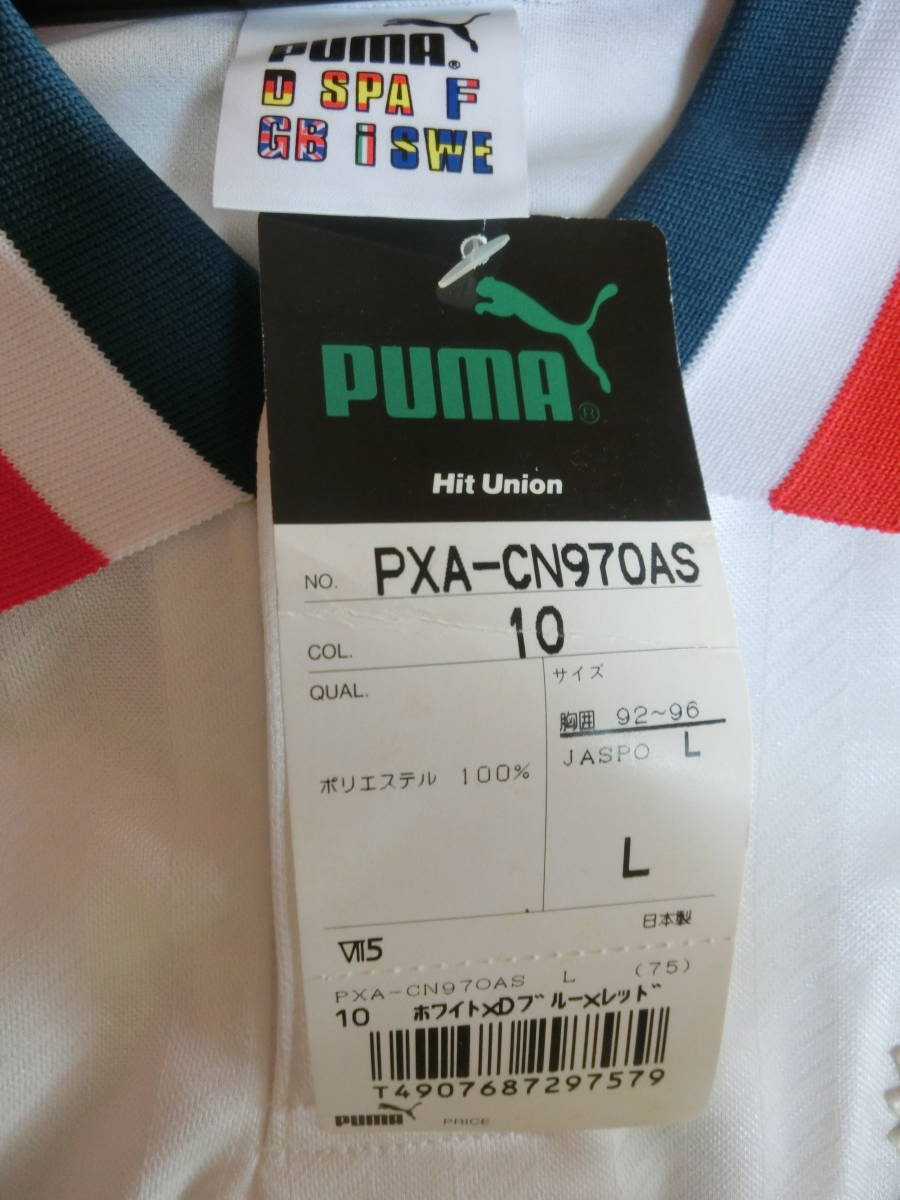 PUMA®
D SPA F
GB i SWE
PUMA®
Hit Union
NO. PXA-CN970AS
COL. 10
QUAL.
サイズ
胸囲 92~96
JASPO L
ポリエステル 100%
L
日本製
Ⅶ5
PXA-CN970AS L (75)
10 ホワイト×Dブルー×レッド
T4907687297579
PUMA PRICE